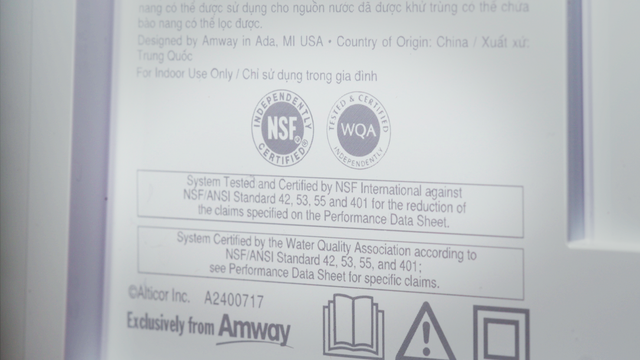 nang có thể được sử dụng cho nguồn nước đã được khử trùng có thể chứa
bào nang có thể lọc được.
Designed by Amway in Ada, MI USA • Country of Origin: China / Xuất xứ:
Trung Quốc
For Indoor Use Only / Chỉ sử dụng trong gia đình
INDEPENDENTLY
NSF®
CERTIFIED
TESTED & CERTIFIED
WQA
INDEPENDENTLY
System Tested and Certified by NSF International against
NSF/ANSI Standard 42, 53, 55 and 401 for the reduction of
the claims specified on the Performance Data Sheet.
System Certified by the Water Quality Association according to
NSF/ANSI Standard 42, 53, 55, and 401;
see Performance Data Sheet for specific claims.
©Alticor Inc. A2400717
Exclusively from Amway